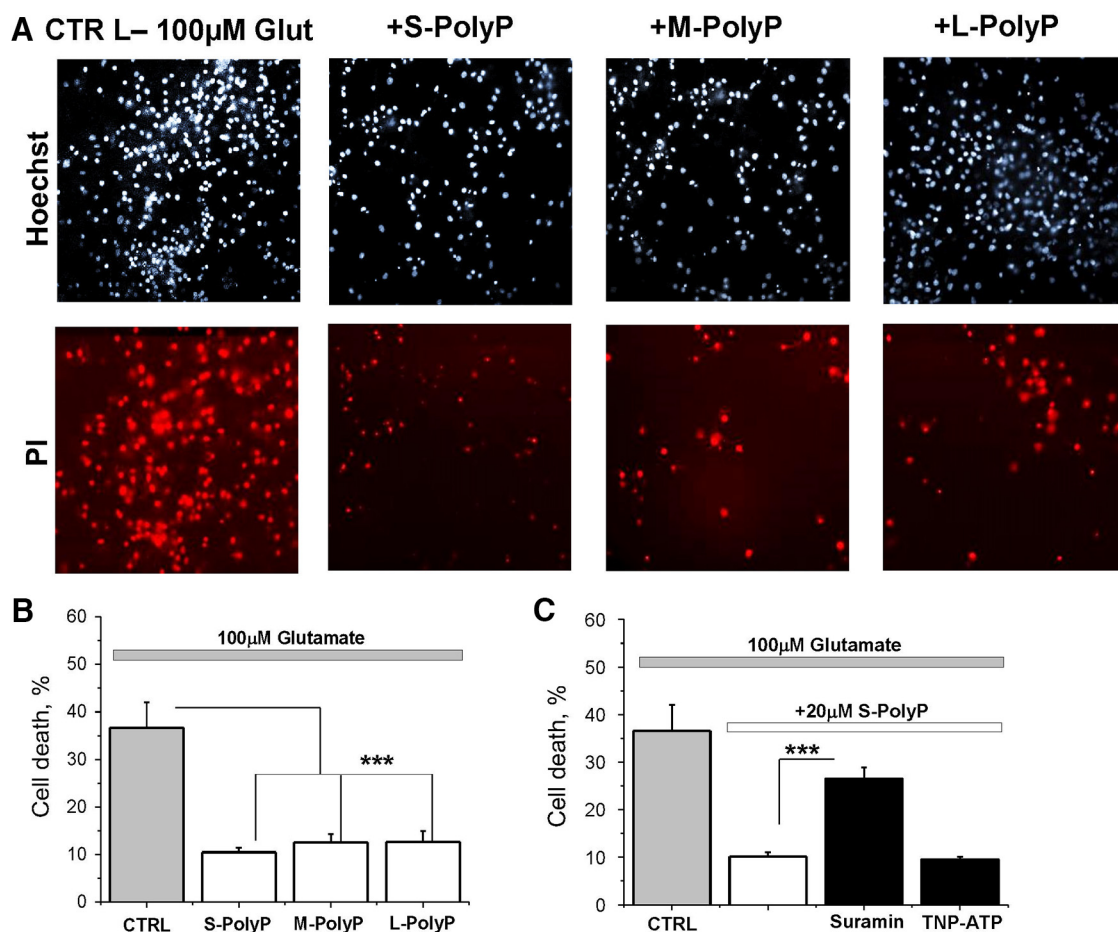 A CTR L– 100µM Glut +S-PolyP +M-PolyP +L-PolyP
Hoechst
PI
B
60
50
40
30
20
10
0
Cell death, %
100µM Glutamate
***
CTRL S-PolyP M-PolyP L-PolyP
C
60
50
40
30
20
10
0
Cell death, %
100µM Glutamate
+20µM S-PolyP
***
CTRL Suramin TNP-ATP